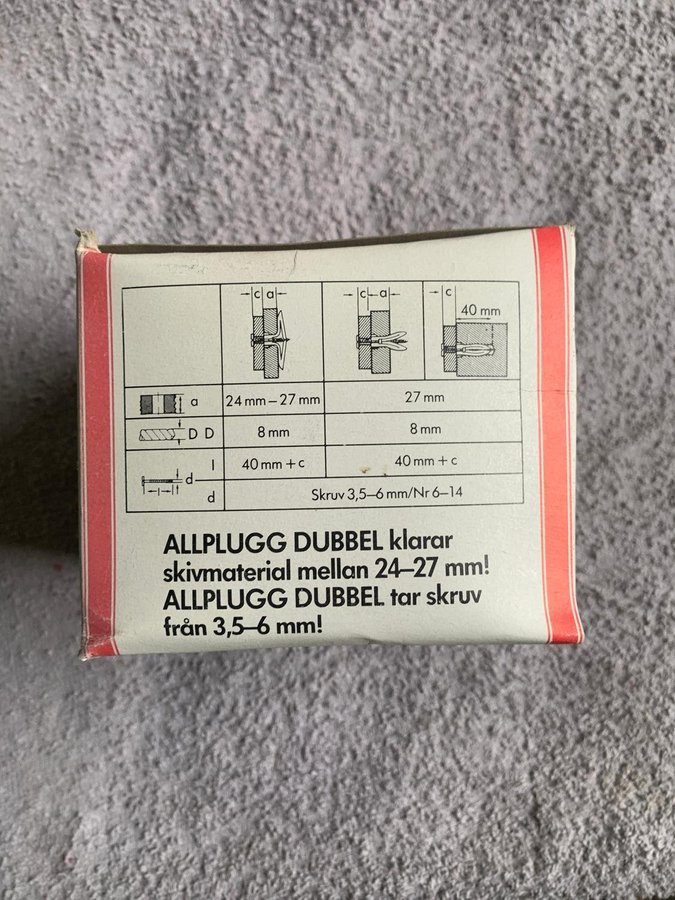 c a c a c
40 mm
a 24 mm – 27 mm 27 mm
D D 8 mm 8 mm
l 40 mm + c 40 mm + c
l d d Skruv 3,5–6 mm/Nr 6–14
ALLPLUGG DUBBEL klarar
skivmaterial mellan 24–27 mm!
ALLPLUGG DUBBEL tar skruv
från 3,5–6 mm!